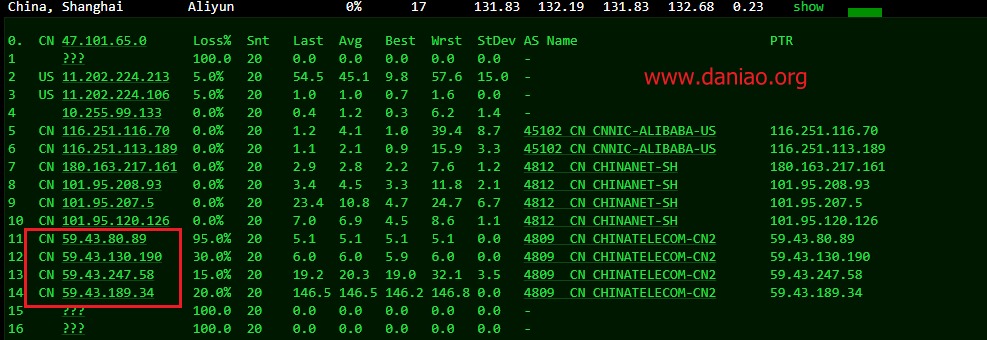 China, Shanghai Aliyun 0% 17 131.83 132.19 131.83 132.68 0.23 show
0. CN 47.101.65.0 Loss% Snt Last Avg Best Wrst StDev AS Name PTR
1 ??? 100.0 20 0.0 0.0 0.0 0.0 0.0 -
2 US 11.202.224.213 5.0% 20 54.5 45.1 9.8 57.6 15.0 -
www.daniao.org
3 US 11.202.224.106 5.0% 20 1.0 1.0 0.7 1.6 0.0 -
4 10.255.99.133 0.0% 20 0.4 1.2 0.3 6.2 1.4 -
5 CN 116.251.116.70 0.0% 20 1.2 4.1 1.0 39.4 8.7 45102 CN CNNIC-ALIBABA-US 116.251.116.70
6 CN 116.251.113.189 0.0% 20 1.1 2.1 0.9 15.9 3.3 45102 CN CNNIC-ALIBABA-US 116.251.113.189
7 CN 180.163.217.161 0.0% 20 2.9 2.8 2.2 7.6 1.2 4812 CN CHINANET-SH 180.163.217.161
8 CN 101.95.208.93 0.0% 20 3.4 4.5 3.3 11.8 2.1 4812 CN CHINANET-SH 101.95.208.93
9 CN 101.95.207.5 0.0% 20 23.4 10.8 4.7 24.7 6.7 4812 CN CHINANET-SH 101.95.207.5
10 CN 101.95.120.126 0.0% 20 7.0 6.9 4.5 8.6 1.1 4812 CN CHINANET-SH 101.95.120.126
11 CN 59.43.80.89 95.0% 20 5.1 5.1 5.1 5.1 0.0 4809 CN CHINATELECOM-CN2 59.43.80.89
12 CN 59.43.130.190 30.0% 20 6.0 6.0 5.9 6.0 0.0 4809 CN CHINATELECOM-CN2 59.43.130.190
13 CN 59.43.247.58 15.0% 20 19.2 20.3 19.0 32.1 3.5 4809 CN CHINATELECOM-CN2 59.43.247.58
14 CN 59.43.189.34 20.0% 20 146.5 146.5 146.2 146.8 0.0 4809 CN CHINATELECOM-CN2 59.43.189.34
15 ??? 100.0 20 0.0 0.0 0.0 0.0 0.0 -
16 ??? 100.0 20 0.0 0.0 0.0 0.0 0.0 -